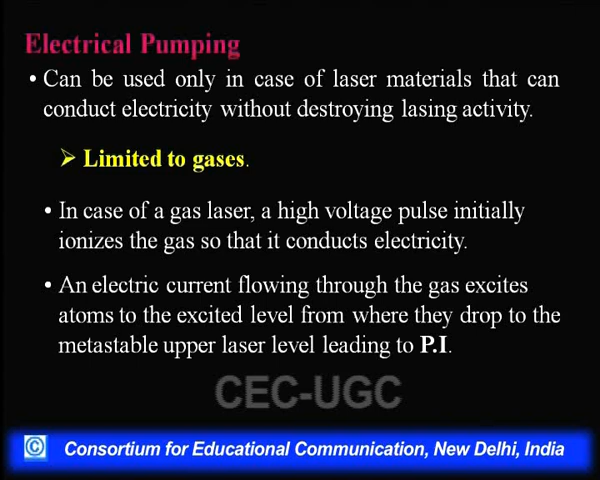 Electrical Pumping
• Can be used only in case of laser materials that can
conduct electricity without destroying lasing activity.
➢ Limited to gases.
• In case of a gas laser, a high voltage pulse initially
ionizes the gas so that it conducts electricity.
• An electric current flowing through the gas excites
atoms to the excited level from where they drop to the
metastable upper laser level leading to P.I.
CEC-UGC
© Consortium for Educational Communication, New Delhi, India